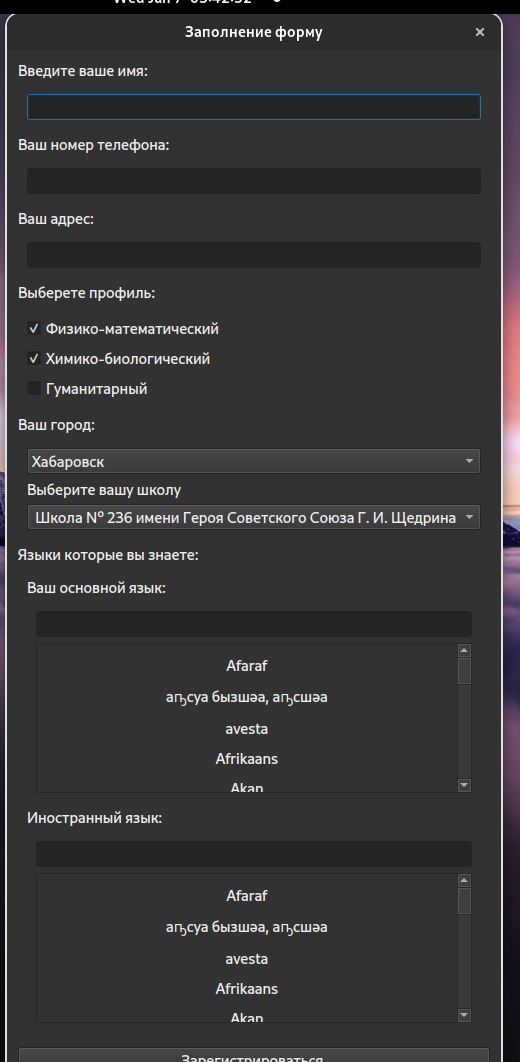 Заполнение форму
Введите ваше имя:
Ваш номер телефона:
Ваш адрес:
Выберете профиль:
Физико-математический
Химико-биологический
Гуманитарный
Ваш город:
Хабаровск
Выберите вашу школу
Школа № 236 имени Героя Советского Союза Г. И. Щедрина
Языки которые вы знаете:
Ваш основной язык:
Afaraf
аҧсуа бызшәа, аҧсшәа
avesta
Afrikaans
Akan
Иностранный язык:
Afaraf
аҧсуа бызшәа, аҧсшәа
avesta
Afrikaans
Akan
Зарегистрироваться